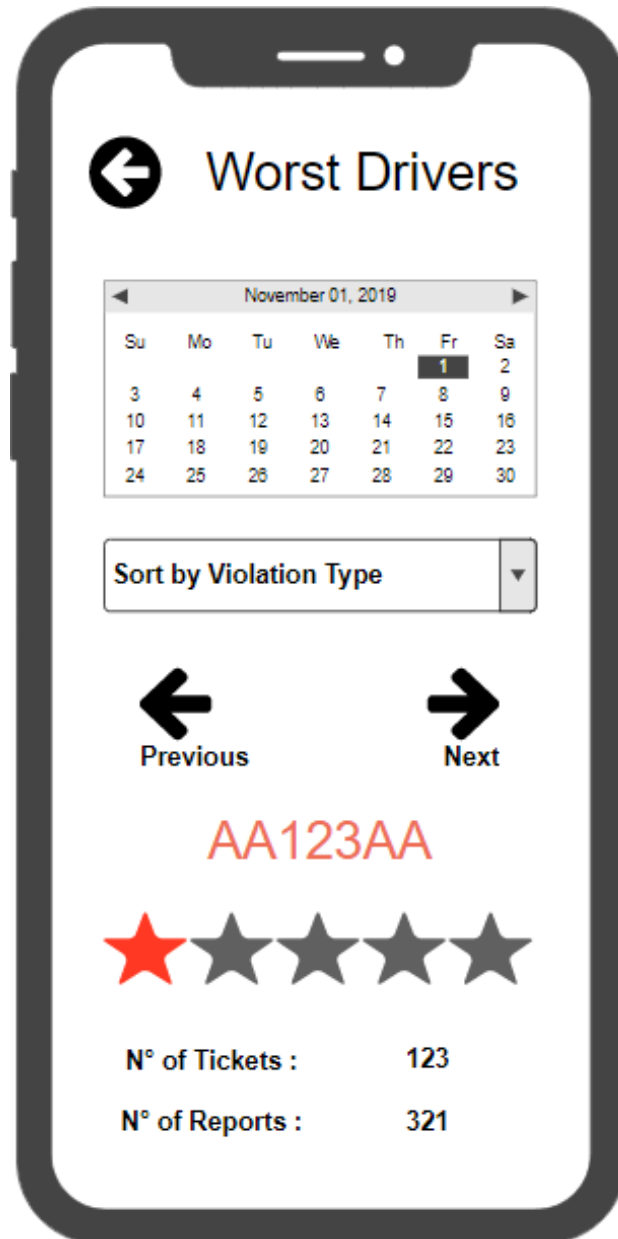 Worst Drivers
November 01, 2019
Su Mo Tu We Th Fr Sa
1 2
3 4 5 6 7 8 9
10 11 12 13 14 15 16
17 18 19 20 21 22 23
24 25 26 27 28 29 30
Sort by Violation Type
Previous Next
AA123AA
N° of Tickets : 123
N° of Reports : 321